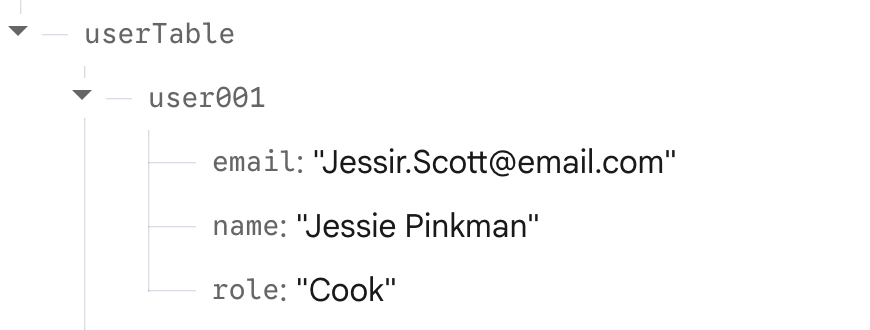 userTable
user001
email: "Jessir.Scott@email.com"
name: "Jessie Pinkman"
role: "Cook"